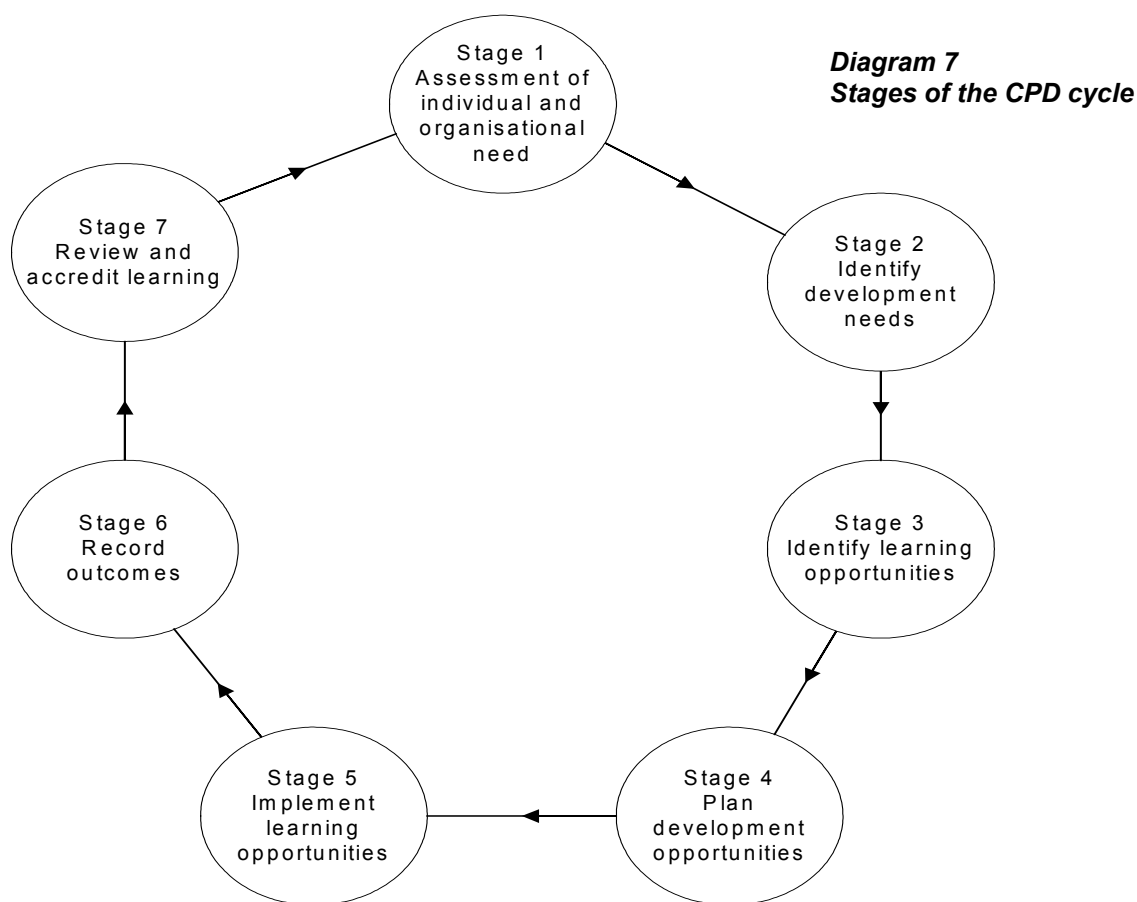 Diagram 7
Stages of the CPD cycle
Stage 1
Assessment of
individual and
organisational
need
Stage 2
Identify
development
needs
Stage 3
Identify learning
opportunities
Stage 4
Plan
development
opportunities
Stage 5
Implement
learning
opportunities
Stage 6
Record
outcomes
Stage 7
Review and
accredit learning